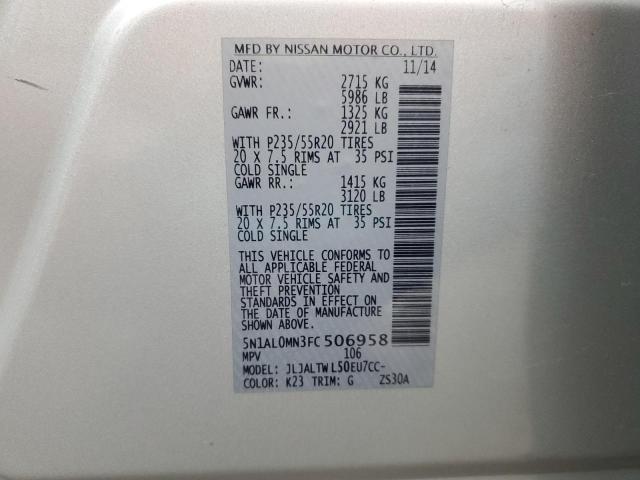 MFD BY NISSAN MOTOR CO., LTD.
DATE: 11/14
GVWR: 2715 KG
5986 LB
GAWR FR.: 1325 KG
2921 LB
WITH P235/55R20 TIRES
20 X 7.5 RIMS AT 35 PSI
COLD SINGLE
GAWR RR.: 1415 KG
3120 LB
WITH P235/55R20 TIRES
20 X 7.5 RIMS AT 35 PSI
COLD SINGLE
THIS VEHICLE CONFORMS TO
ALL APPLICABLE FEDERAL
MOTOR VEHICLE SAFETY AND
THEFT PREVENTION
STANDARDS IN EFFECT ON
THE DATE OF MANUFACTURE
SHOWN ABOVE.
5N1AL0MN3FC506958
MPV 106
MODEL: JLJALTWL50EU7CC-
COLOR: K23 TRIM: G ZS30A